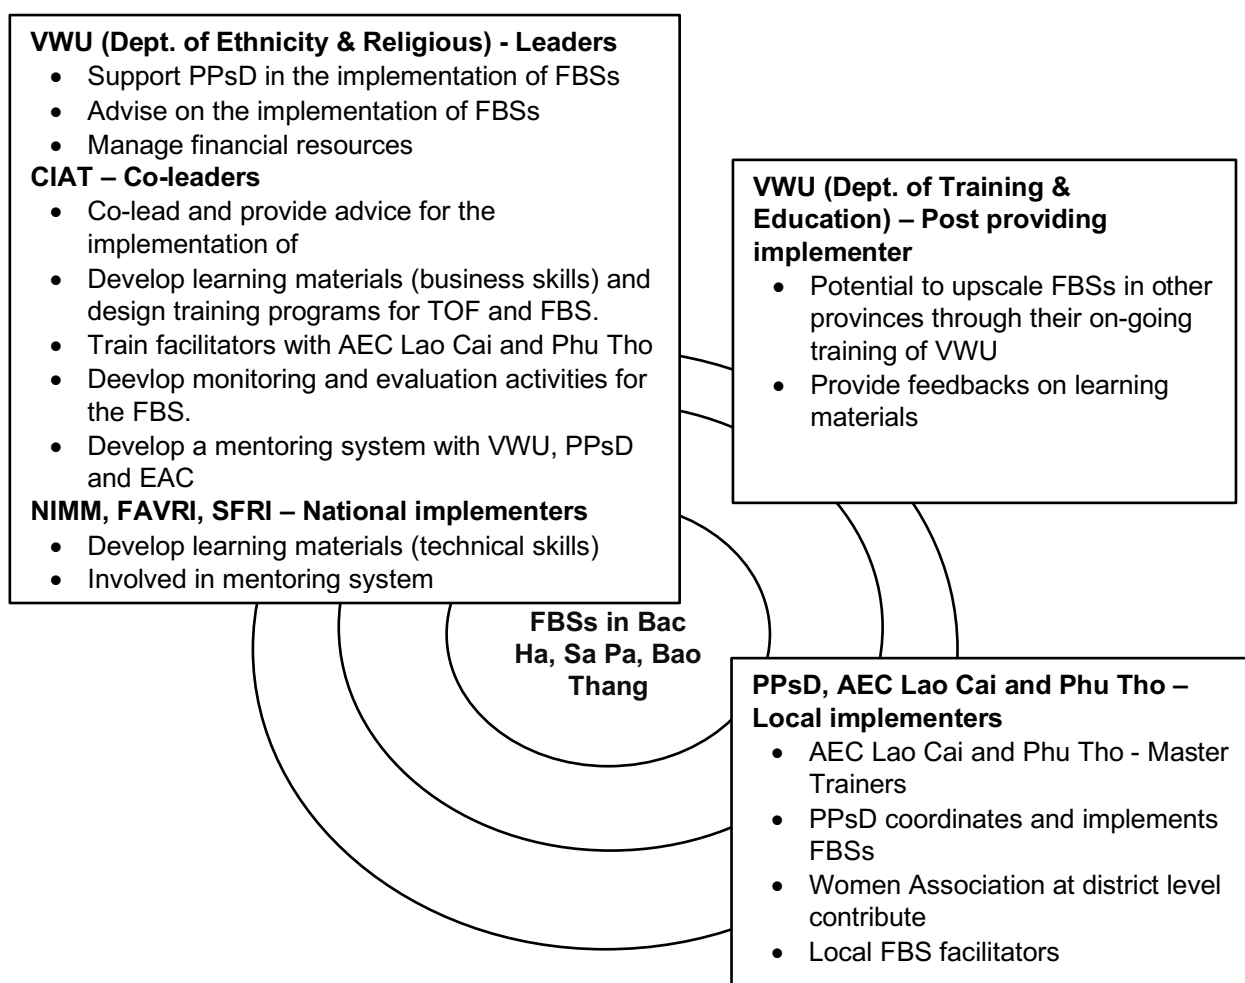 VWU (Dept. of Ethnicity & Religious) - Leaders
• Support PPsD in the implementation of FBSs
• Advise on the implementation of FBSs
• Manage financial resources
CIAT – Co-leaders
• Co-lead and provide advice for the
implementation of
• Develop learning materials (business skills) and
design training programs for TOF and FBS.
• Train facilitators with AEC Lao Cai and Phu Tho
• Deevlop monitoring and evaluation activities for
the FBS.
• Develop a mentoring system with VWU, PPsD
and EAC
NIMM, FAVRI, SFRI – National implementers
• Develop learning materials (technical skills)
• Involved in mentoring system
VWU (Dept. of Training &
Education) – Post providing
implementer
• Potential to upscale FBSs in other
provinces through their on-going
training of VWU
• Provide feedbacks on learning
materials
FBSs in Bac
Ha, Sa Pa, Bao
Thang
PPsD, AEC Lao Cai and Phu Tho –
Local implementers
• AEC Lao Cai and Phu Tho - Master
Trainers
• PPsD coordinates and implements
FBSs
• Women Association at district level
contribute
• Local FBS facilitators